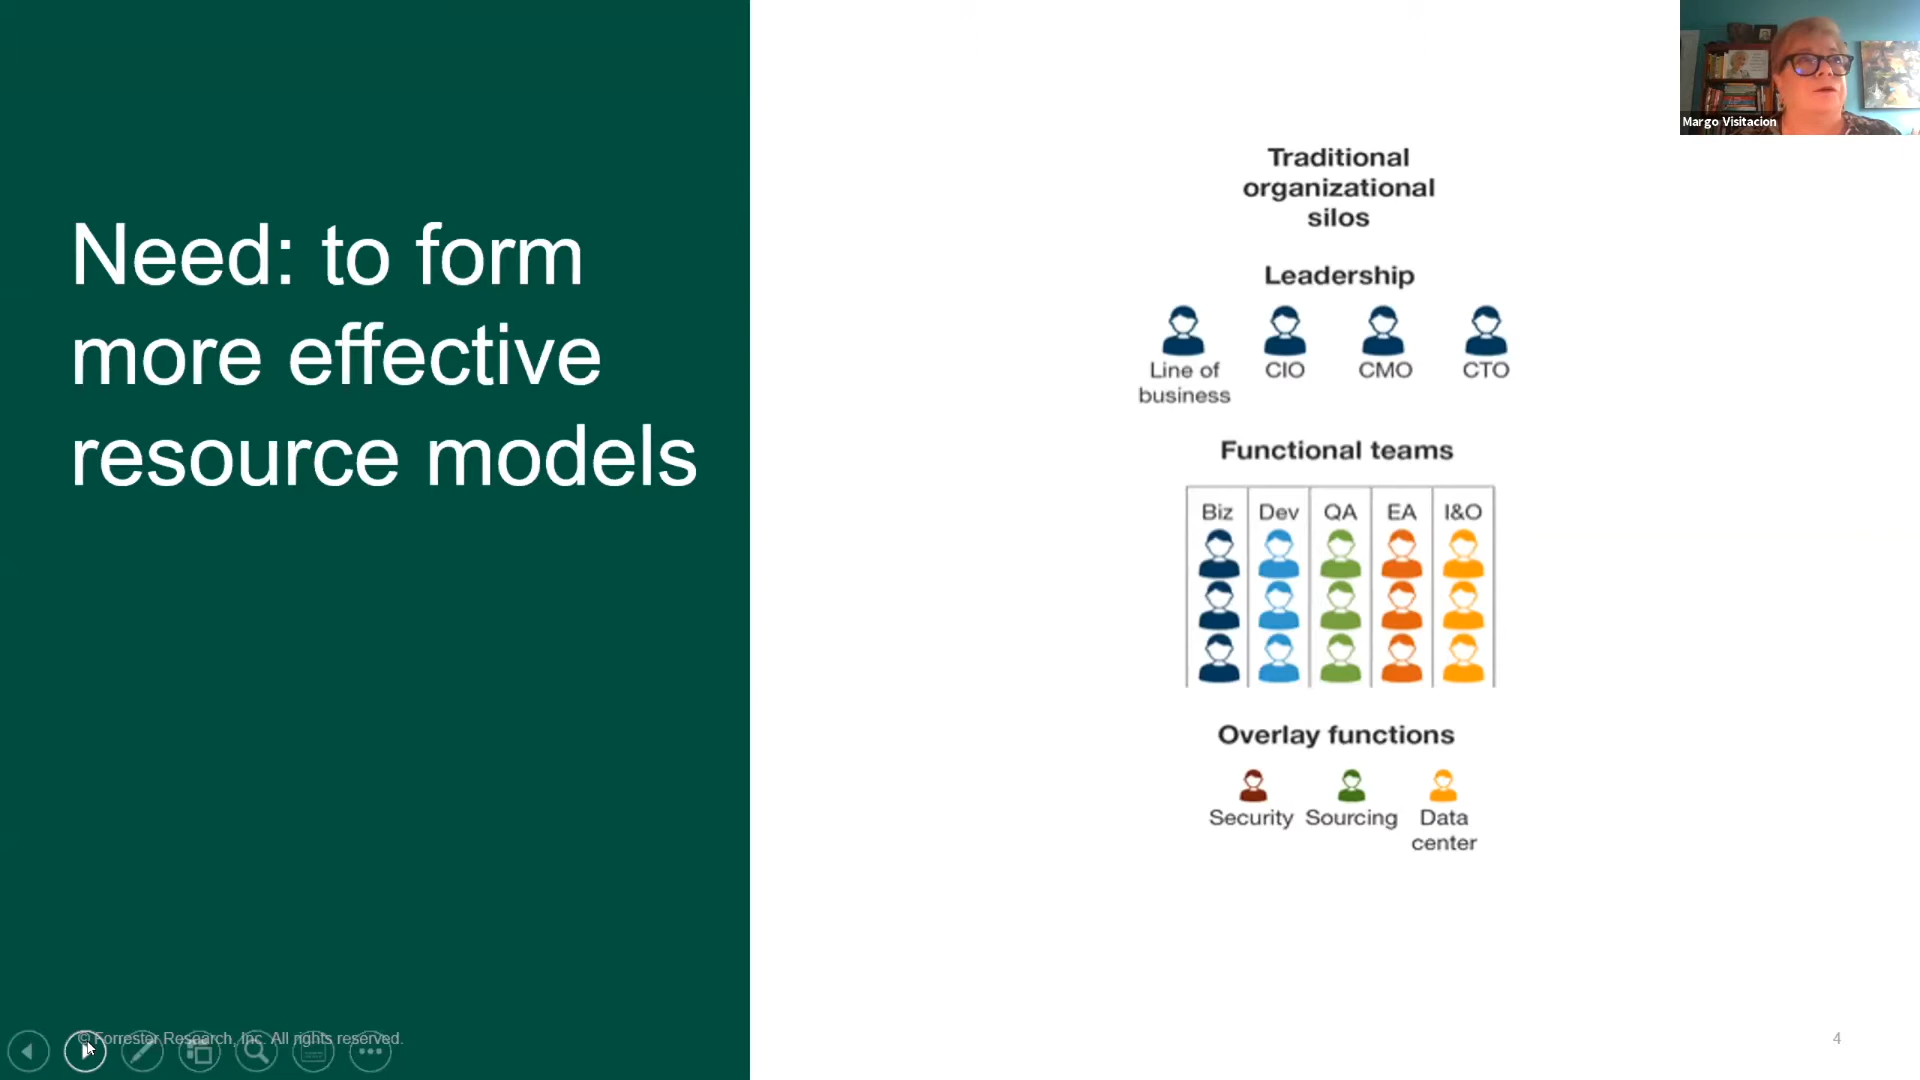 Need: to form
more effective
resource models
Margo Visitacion
Traditional
organizational
silos
Leadership
Line of
business
CIO
CMO
CTO
Functional teams
Biz Dev QA EA I&O
Overlay functions
Security Sourcing Data
center
© Forrester Research, Inc. All rights reserved.
4